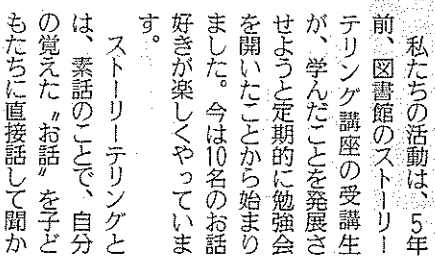 私たちの活動は、5年
前、図書館のストーリー
テリング講座の受講生
が、学んだことを発展さ
せようと定期的に勉強会
を開いたことから始まり
ました。今は10名のお話
好きが楽しくやっていま
す。
　ストーリーテリングと
は、素話のことで、自分
の覚えた〝お話〟を子ど
もたちに直接話して聞か